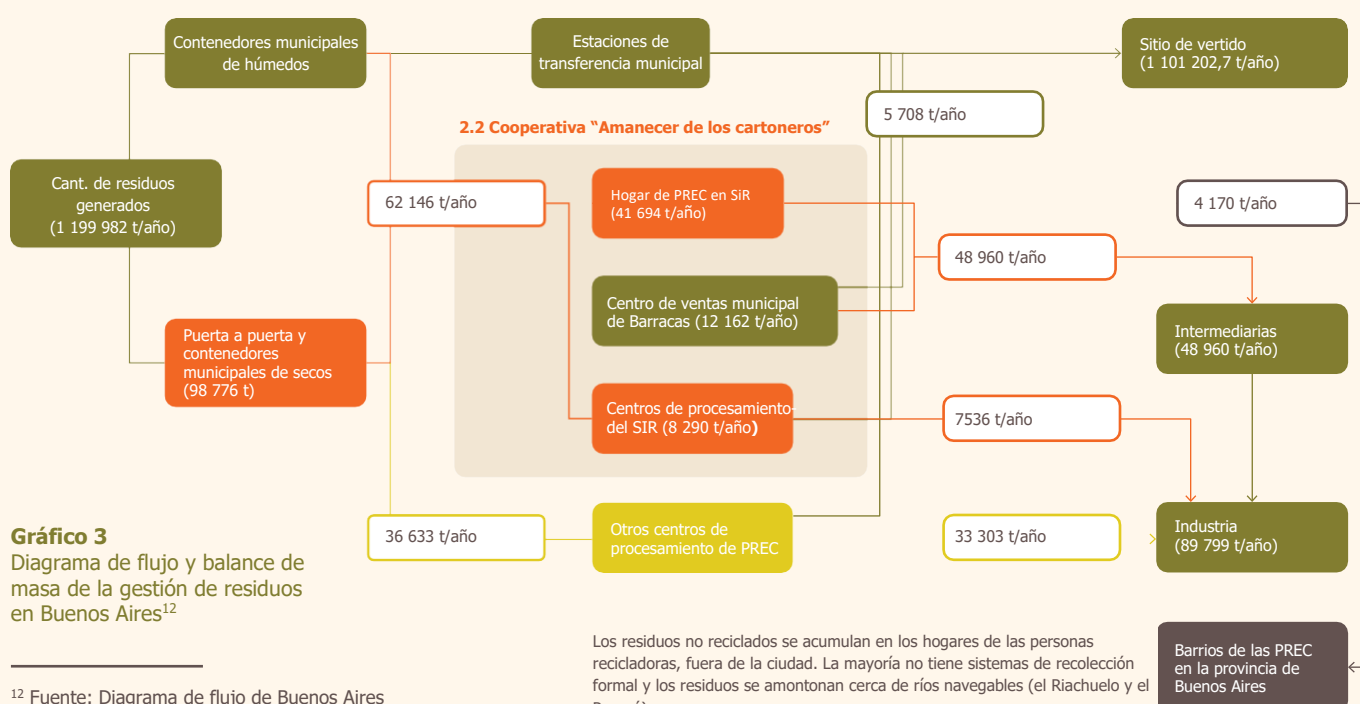 Contenedores municipales
de húmedos
Estaciones de
transferencia municipal
Sitio de vertido
(1 101 202,7 t/año)
5 708 t/año
2.2 Cooperativa “Amanecer de los cartoneros”
Cant. de residuos
generados
(1 199 982 t/año)
62 146 t/año
Hogar de PREC en SiR
(41 694 t/año)
4 170 t/año
48 960 t/año
Centro de ventas municipal
de Barracas (12 162 t/año)
Puerta a puerta y
contenedores
municipales de secos
(98 776 t)
Intermediarias
(48 960 t/año)
Centros de procesamiento
del SIR (8 290 t/año)
7536 t/año
36 633 t/año
Otros centros de
procesamiento de PREC
33 303 t/año
Industria
(89 799 t/año)
Gráfico 3
Diagrama de flujo y balance de
masa de la gestión de residuos
en Buenos Aires12
Los residuos no reciclados se acumulan en los hogares de las personas
recicladoras, fuera de la ciudad. La mayoría no tiene sistemas de recolección
formal y los residuos se amontonan cerca de ríos navegables (el Riachuelo y el
Barrios de las PREC
en la provincia de
Buenos Aires
12 Fuente: Diagrama de flujo de Buenos Aires